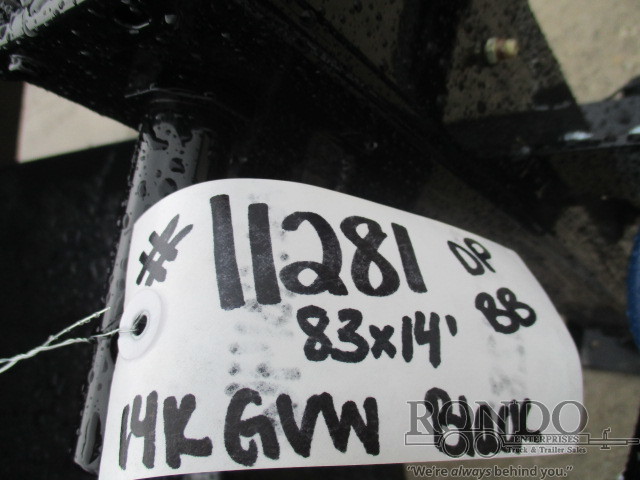 # 11281 DP
83x14' BB
14K GVW
RONDO
ENTERPRISES
Truck & Trailer Sales
"We're always behind you."